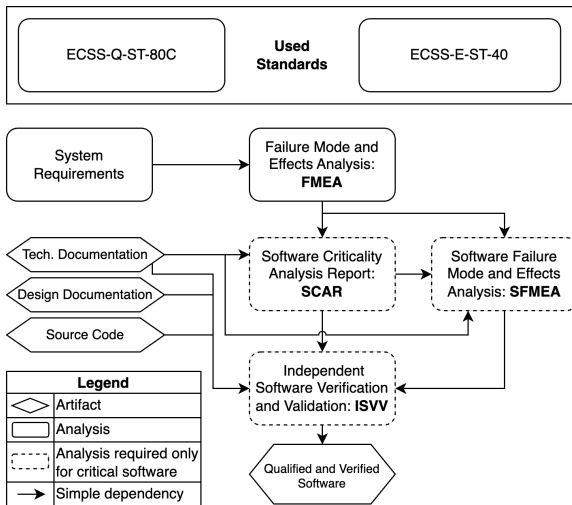 ECSS-Q-ST-80C
Used
Standards
ECSS-E-ST-40
System
Requirements
Failure Mode and
Effects Analysis:
FMEA
Tech. Documentation
Design Documentation
Source Code
Software Criticality
Analysis Report:
SCAR
Software Failure
Mode and Effects
Analysis: SFMEA
Independent
Software Verification
and Validation: ISVV
Qualified and Verified
Software
Legend
Artifact
Analysis
Analysis required only
for critical software
Simple dependency